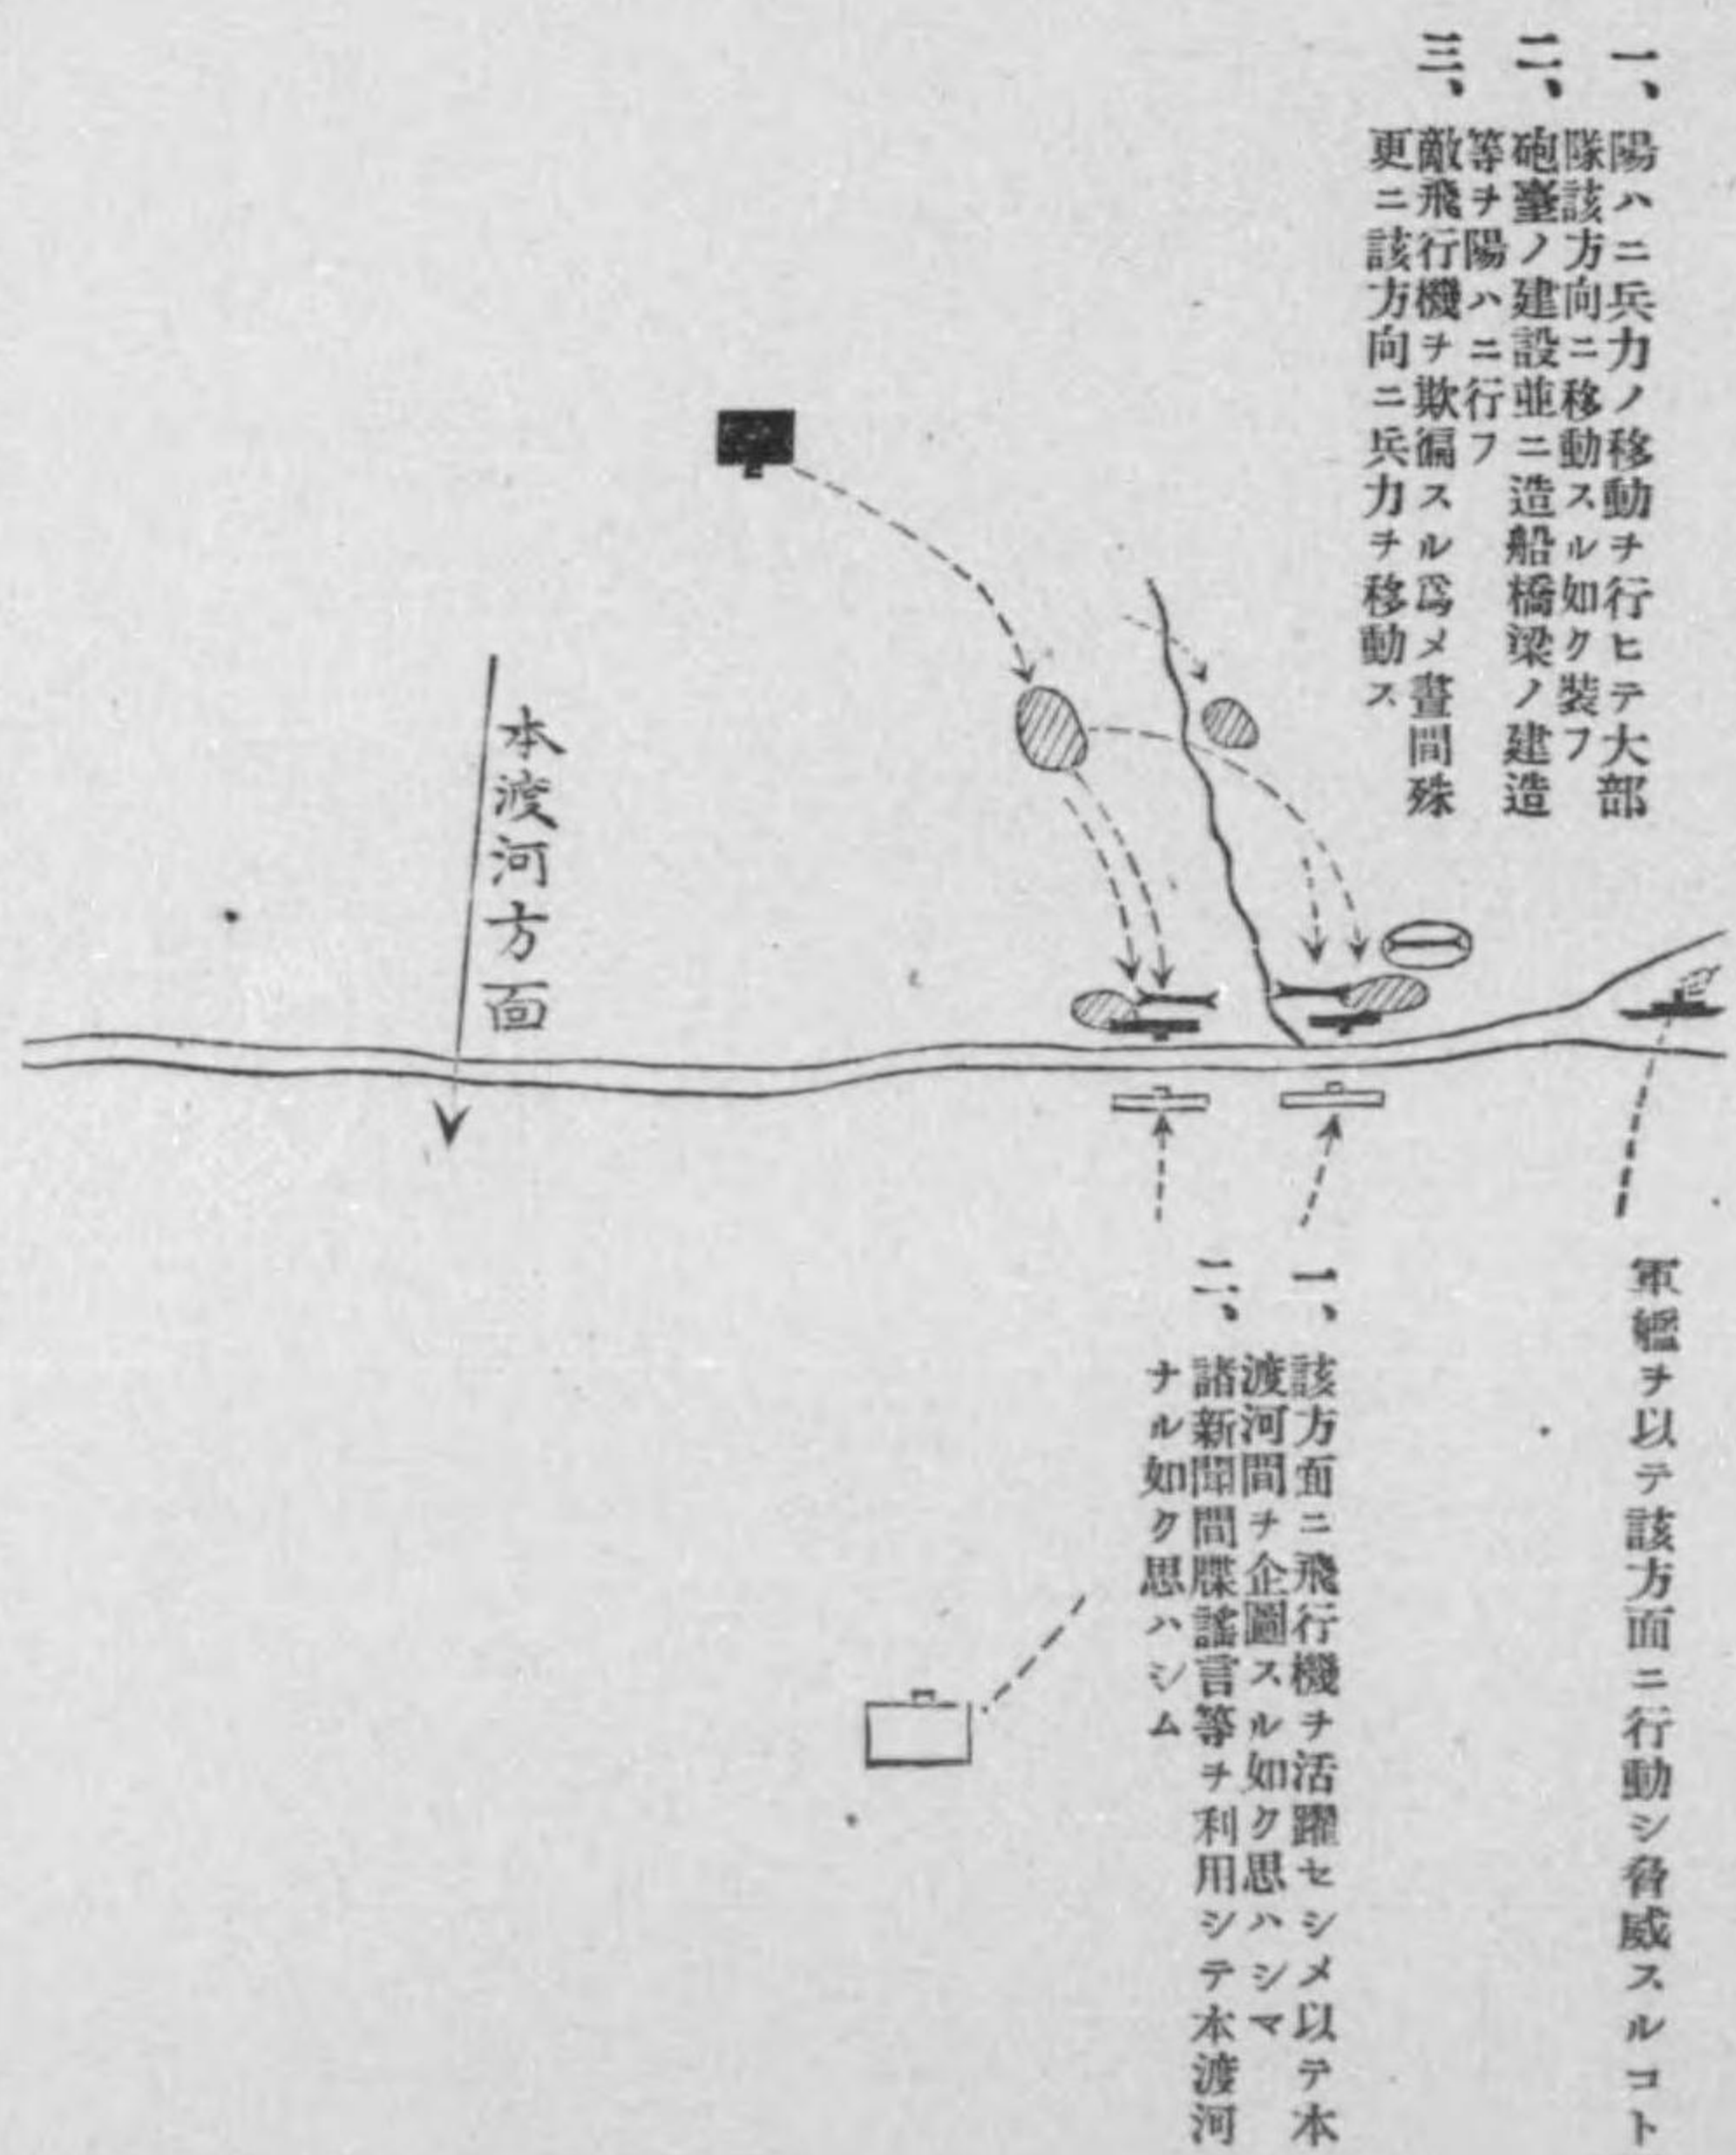 一、陽ハニ兵力ノ移動ヲ行ヒテ大部
隊該方向ニ移動スル如ク裝フ
二、砲臺ノ建設並ニ造船橋梁ノ建造
等ヲ陽ハニ行フ
三、敵飛行機ヲ欺偏スル爲メ晝間殊
更ニ該方向ニ兵力ヲ移動ス
本渡河方面
軍艦ヲ以テ該方面ニ行動シ脅威スルコト
一、該方面ニ飛行機ヲ活躍セシメ以テ本
渡河間ヲ企圖スル如ク思ハシマ
二、諸新聞間牒謠言等ヲ利用シテ本渡河
ナル如ク思ハシム